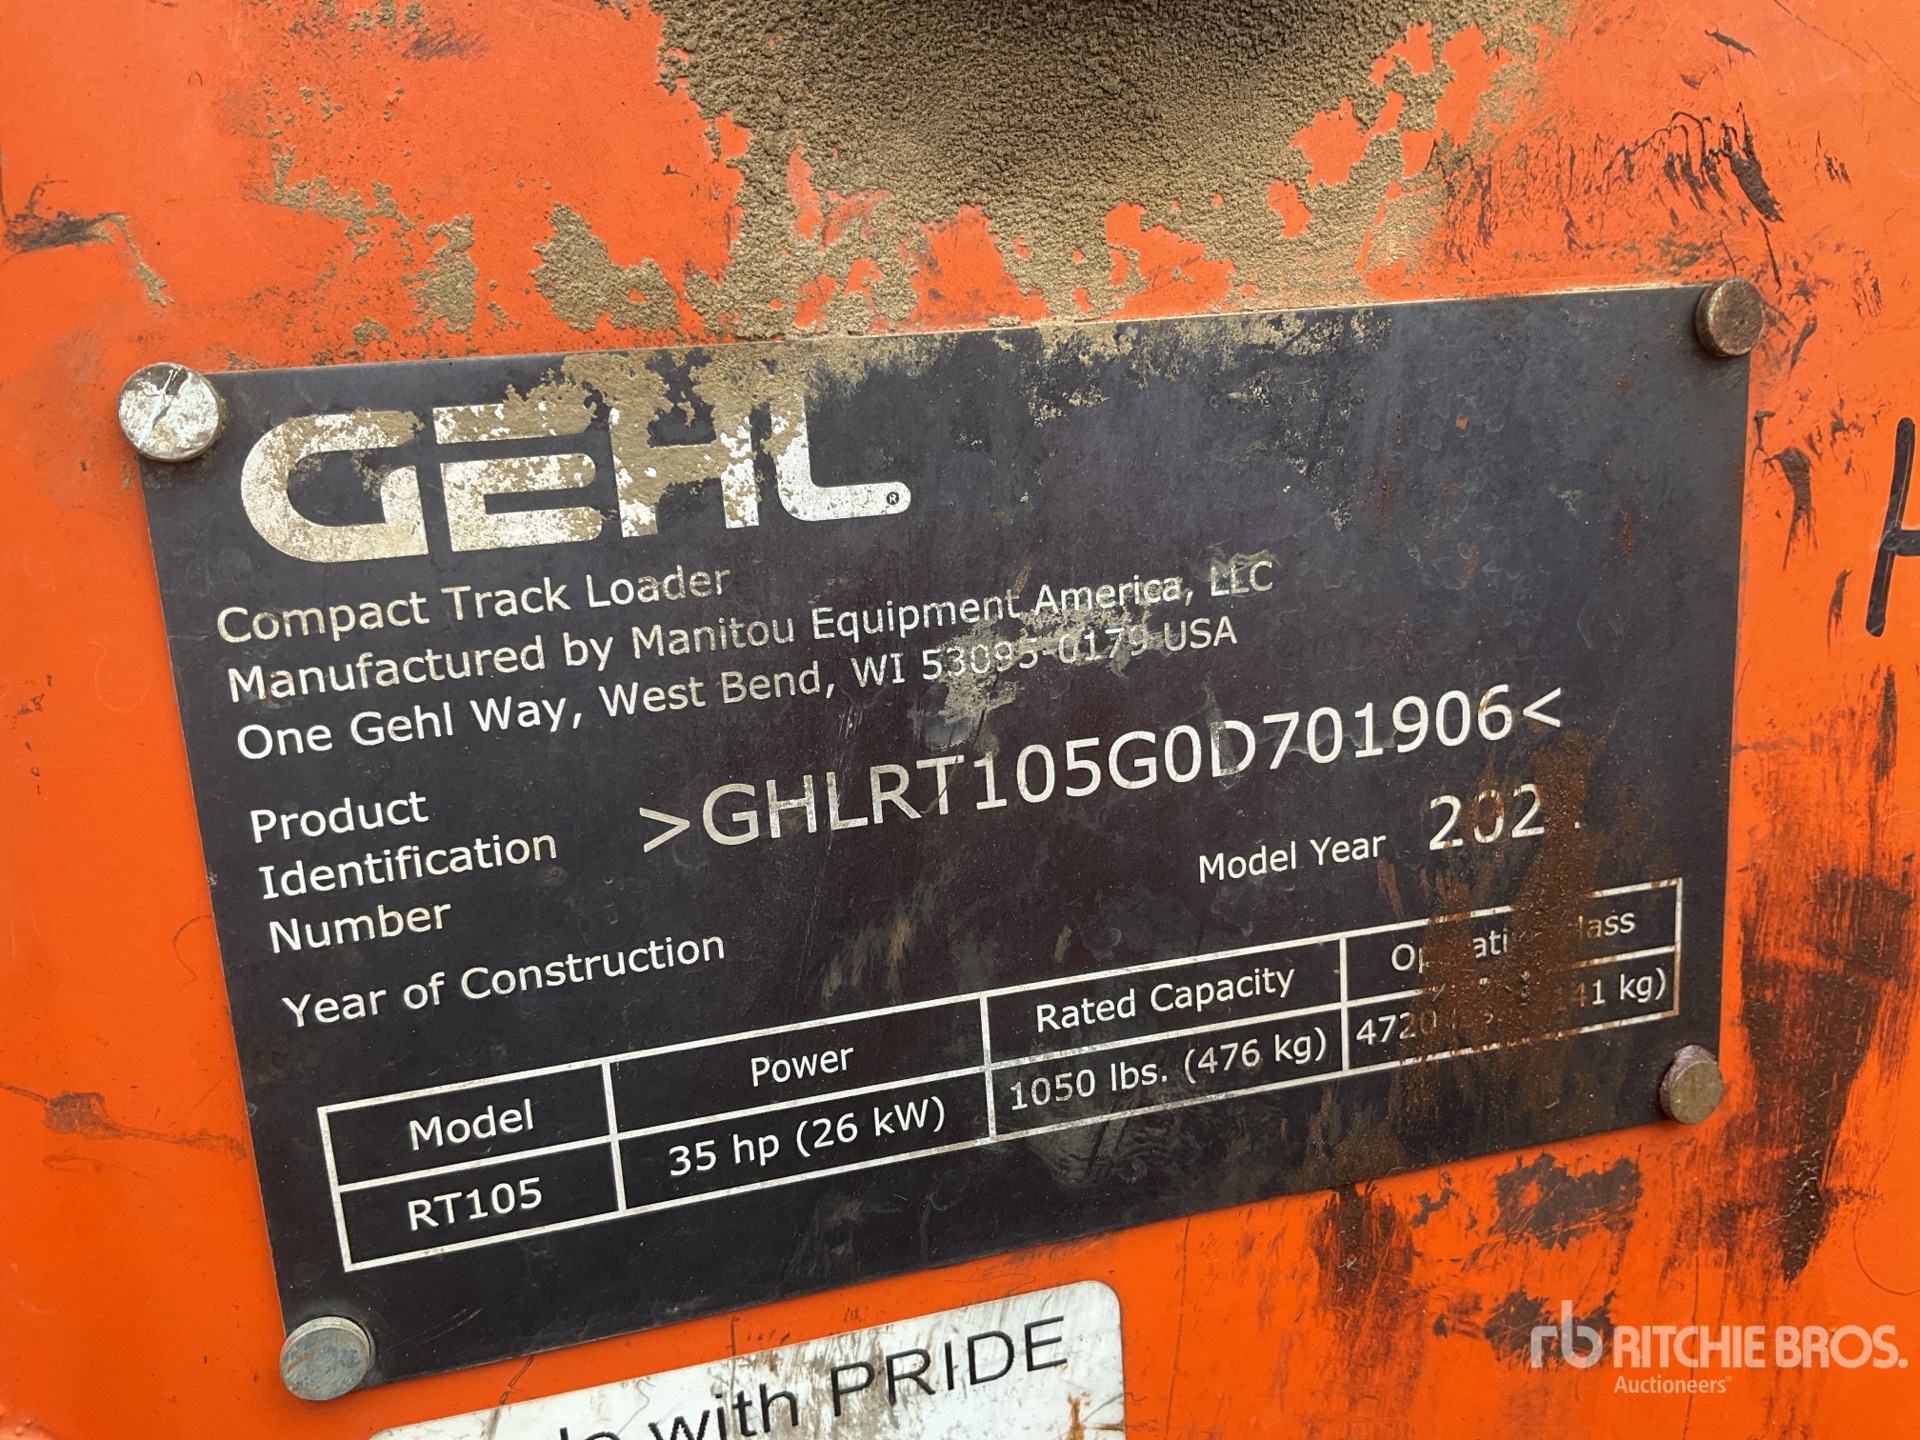 GEHL®
Compact Track Loader
Manufactured by Manitou Equipment America, LLC
One Gehl Way, West Bend, WI 53095-0179 USA
Product
Identification
Number
>GHLRT105G0D701906<
Model Year
Year of Construction
Model Power Rated Capacity
RT105 35 hp (26 kW) 1050 lbs. (476 kg) kg)
with PRIDE
H
rb RITCHIE BROS.
Auctioneers